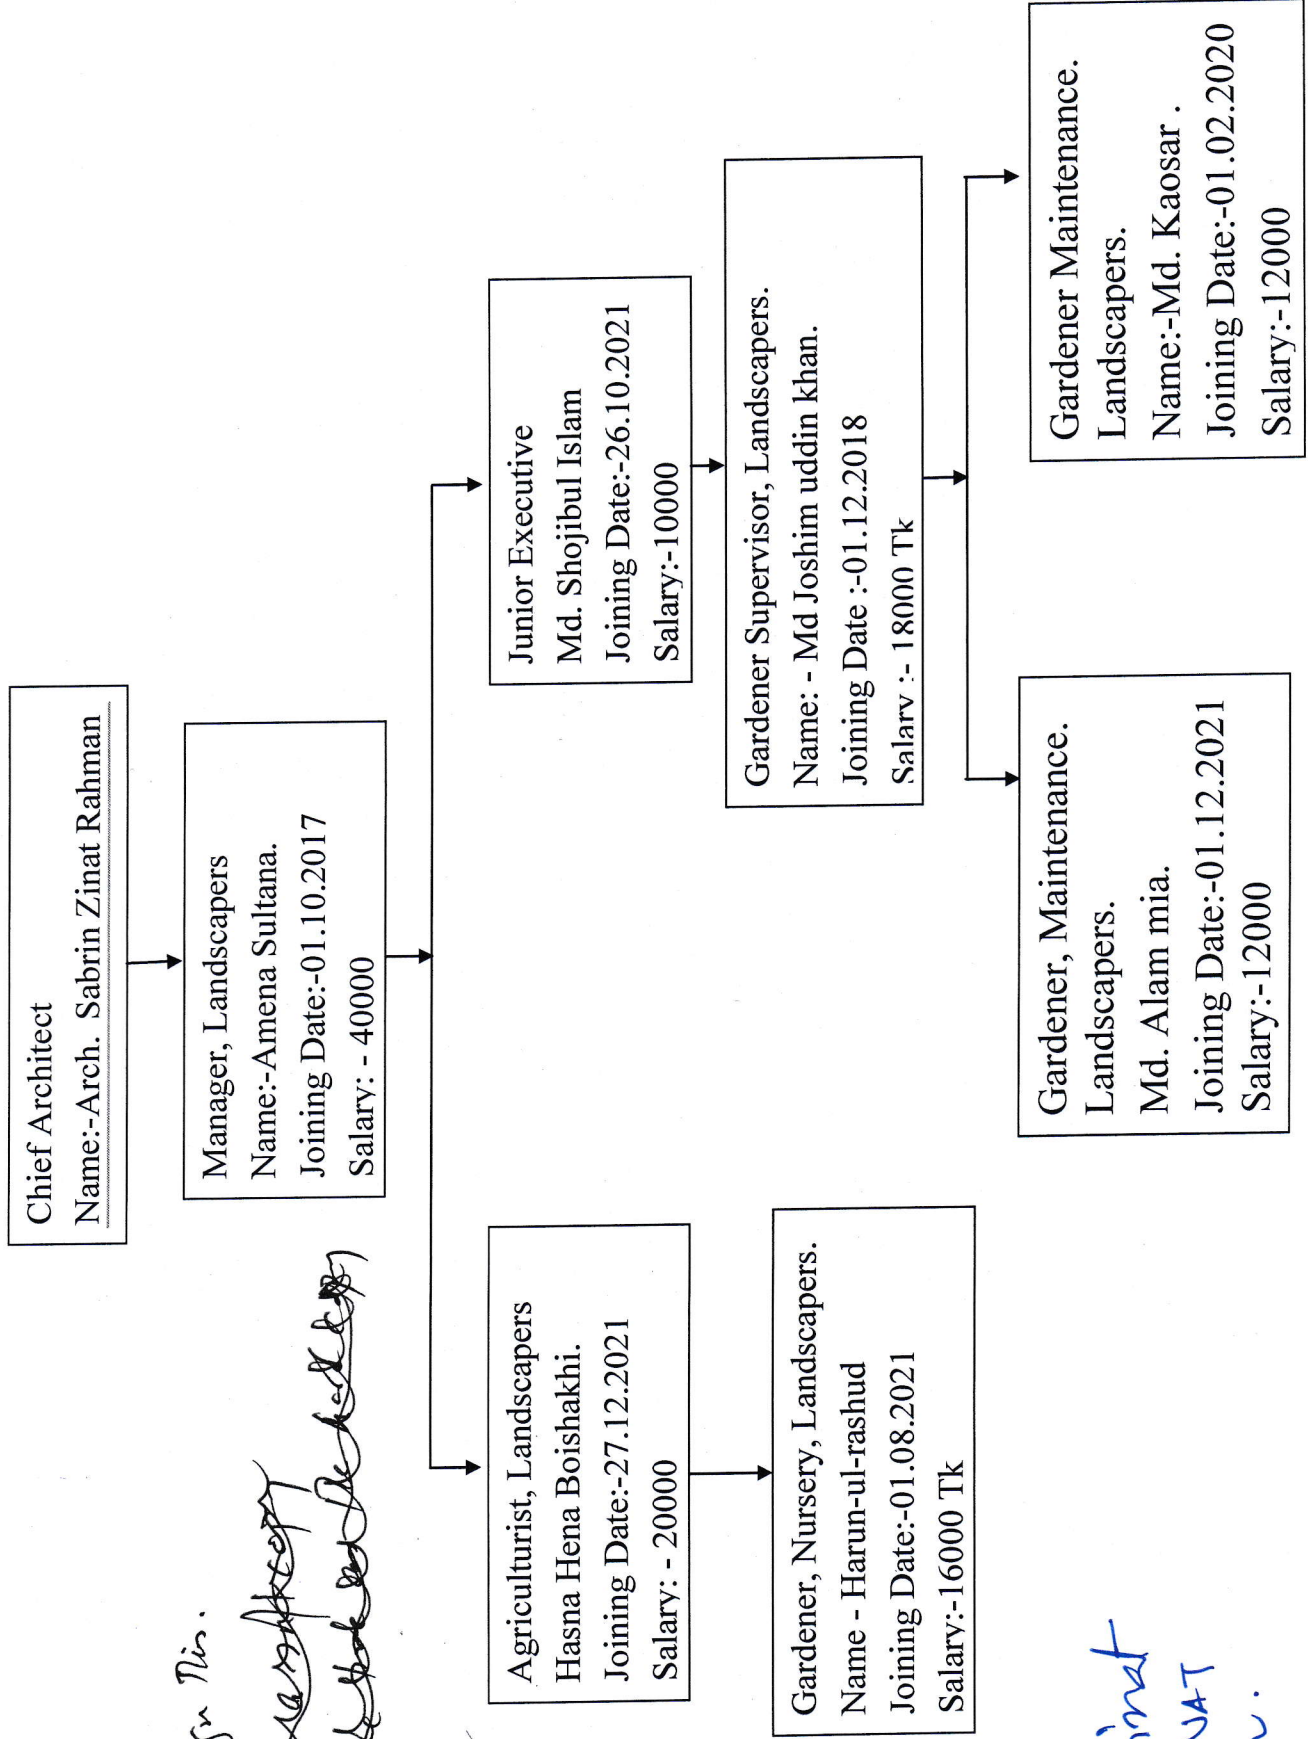 Chief Architect
Name:-Arch. Sabrin Zinat Rahman
Manager, Landscapers
Name:-Amena Sultana.
Joining Date:-01.10.2017
Salary: - 40000
Agriculturist, Landscapers
Hasna Hena Boishakhi.
Joining Date:-27.12.2021
Salary: - 20000
Gardener, Nursery, Landscapers.
Name - Harun-ul-rashud
Joining Date:-01.08.2021
Salary:-16000 Tk
Junior Executive
Md. Shojibul Islam
Joining Date:-26.10.2021
Salary:-10000
Gardener Supervisor, Landscapers.
Name: - Md Joshim uddin khan.
Joining Date :-01.12.2018
Salary :- 18000 Tk
Gardener, Maintenance.
Landscapers.
Md. Alam mia.
Joining Date:-01.12.2021
Salary:-12000
Gardener Maintenance.
Landscapers.
Name:-Md. Kaosar .
Joining Date:-01.02.2020
Salary:-12000